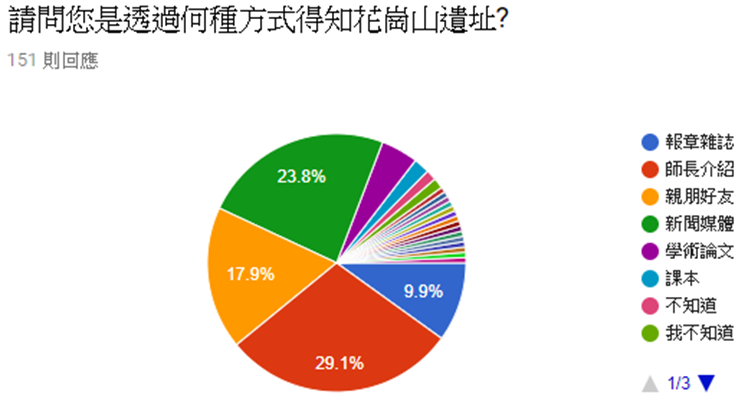 請問您是透過何種方式得知花崗山遺址?
151 則回應
23.8%
17.9%
9.9%
29.1%
報章雜誌
師長介紹
親朋好友
新聞媒體
學術論文
課本
不知道
我不知道
1/3